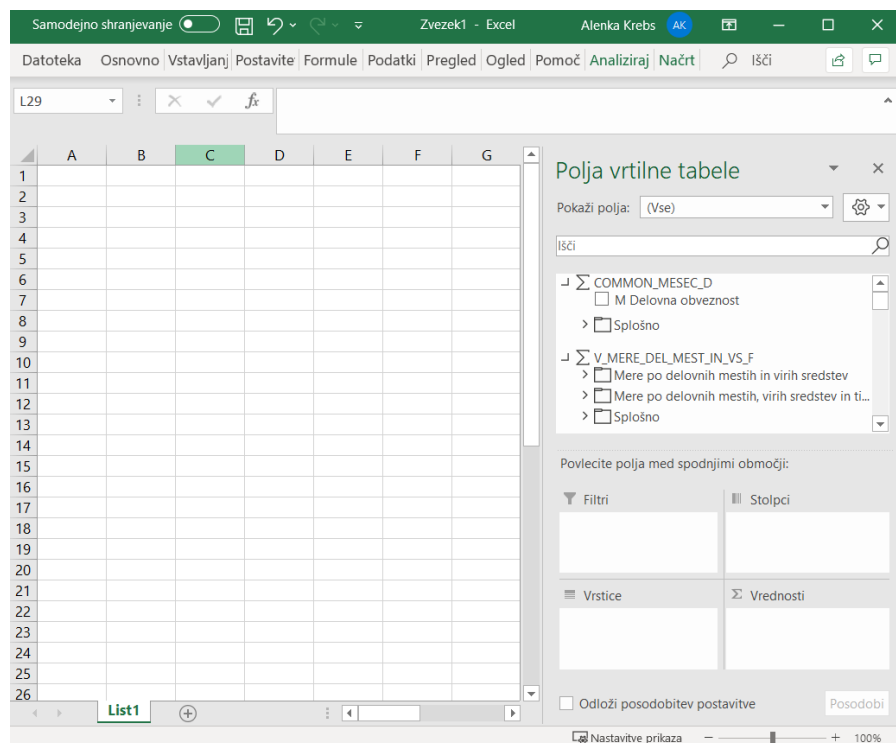 Samodejno shranjevanje Zvezek1 - Excel Alenka Krebs AK
Datoteka Osnovno Vstavljanj Postavite Formule Podatki Pregled Ogled Pomoč Analiziraj Načrt Išči
L29 fx
A B C D E F G
1
2
3
4
5
6
7
8
9
10
11
12
13
14
15
16
17
18
19
20
21
22
23
24
25
26
List1
Polja vrtilne tabele
Pokaži polja: (Vse)
Išči
∑ COMMON_MESEC_D
M Delovna obveznost
Splošno
∑ V_MERE_DEL_MEST_IN_VS_F
Mere po delovnih mestih in virih sredstev
Mere po delovnih mestih, virih sredstev in ti...
Splošno
Povlecite polja med spodnjimi območji:
Filtri Stolpci
Vrstice ∑ Vrednosti
Odloži posodobitev postavitve Posodobi
Nastavitve prikaza − + 100%